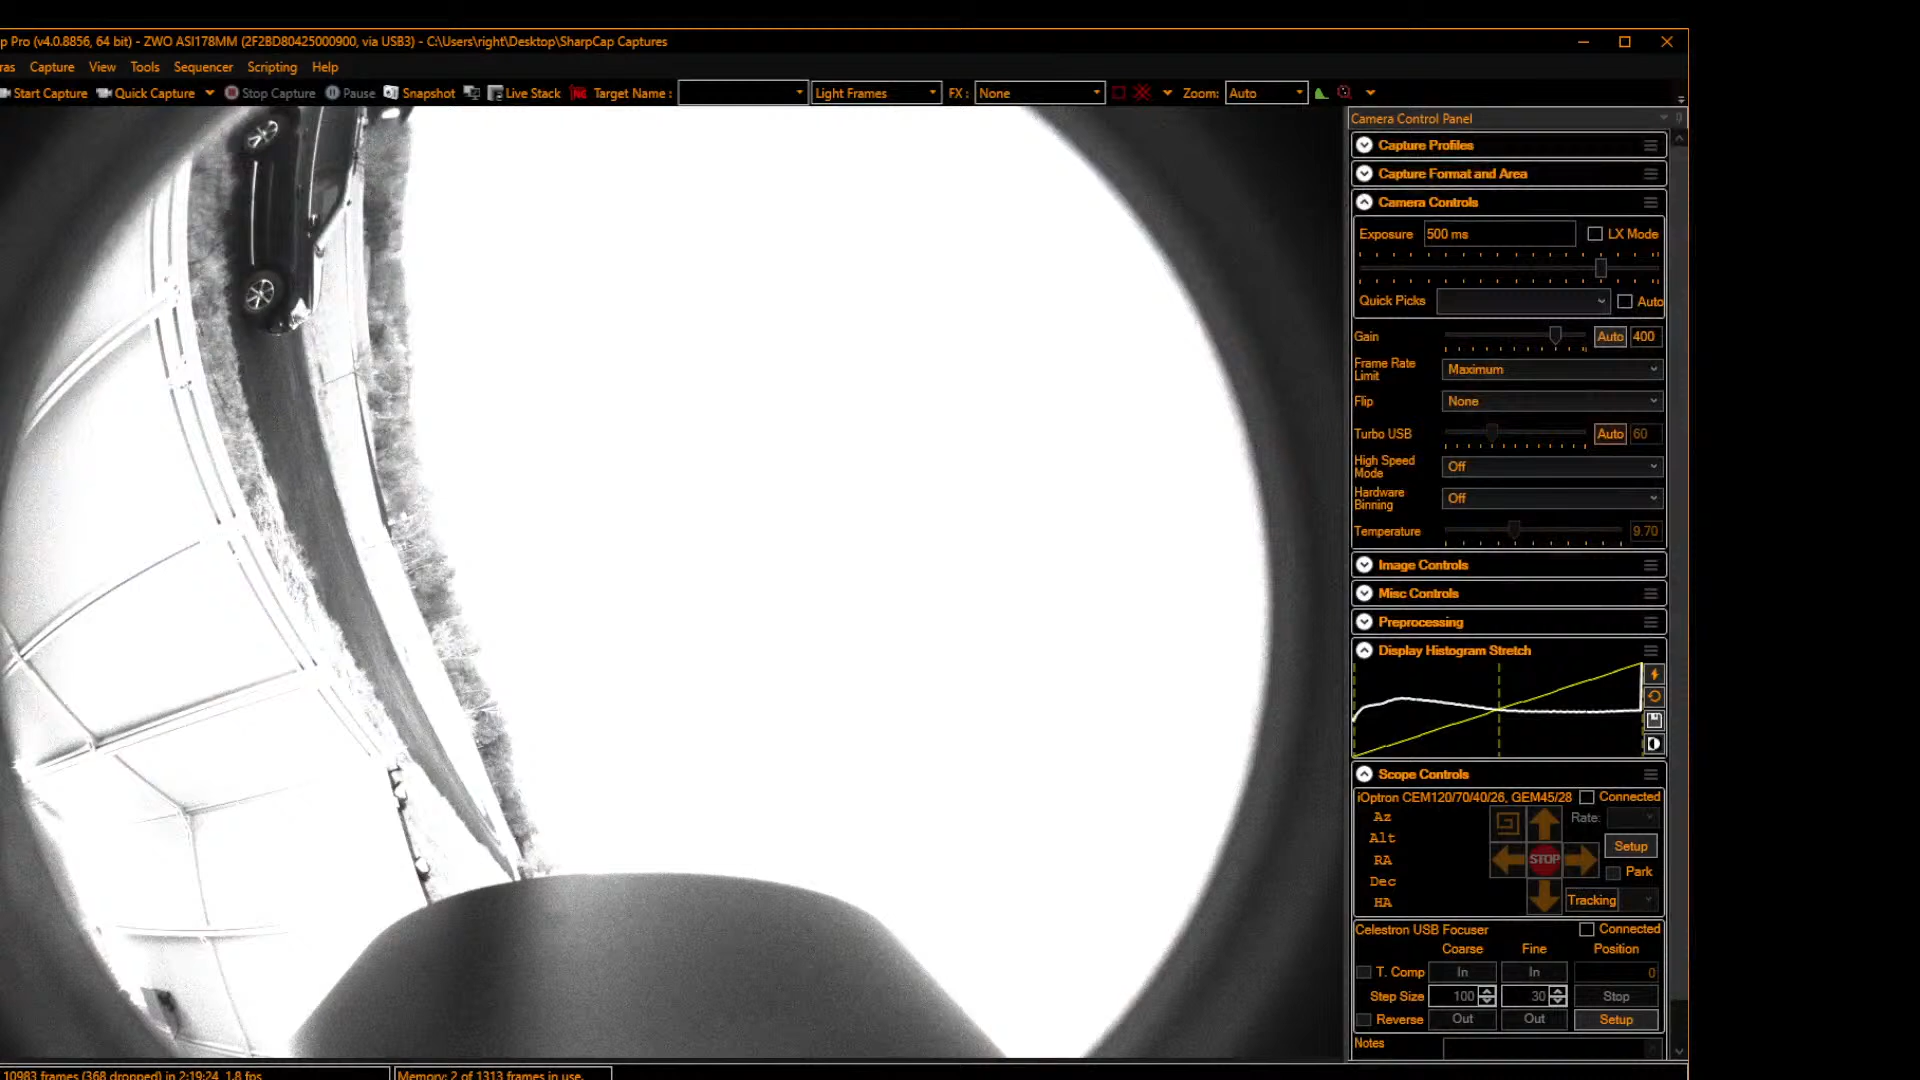 p Pro (v4.0.8856, 64 bit) - ZWO ASI178MM (2F2BD80425000900, via USB3) - C:\Users\right\Desktop\SharpCap Captures
ras Capture View Tools Sequencer Scripting Help
Start Capture Quick Capture Stop Capture Pause Snapshot Live Stack Target Name : Light Frames FX : None Zoom: Auto
Camera Control Panel
Capture Profiles
Capture Format and Area
Camera Controls
Exposure 500 ms LX Mode
Quick Picks Auto
Gain Auto 400
Frame Rate Limit Maximum
Flip None
Turbo USB Auto 60
High Speed Mode Off
Hardware Binning Off
Temperature 9.70
Image Controls
Misc Controls
Preprocessing
Display Histogram Stretch
Scope Controls
iOptron CEM120/70/40/26, GEM45/28 Connected
Az Rate:
Alt Setup
RA STOP Park
Dec
HA Tracking
Celestron USB Focuser Connected
Coarse Fine Position
T. Comp In In 0
Step Size 100 30 Stop
Reverse Out Out Setup
Notes
10983 frames (368 dropped) in 2:19:24, 1.8 fps Memory: 2 of 1313 frames in use.